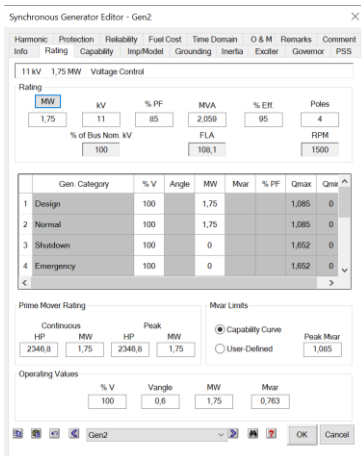 Synchronous Generator Editor - Gen2
Harmonic Protection Reliability Fuel Cost Time Domain O & M Remarks Comment
Info Rating Capability Imp/Model Grounding Inertia Exciter Governor PSS
11 kV 1,75 MW Voltage Control
Rating
MW kV % PF MVA % Eff. Poles
1,75 11 85 2,059 95 4
% of Bus Nom. kV FLA RPM
100 108,1 1500
Gen. Category % V Angle MW Mvar % PF Qmax Qmin
1 Design 100 1,75 1,085 0
2 Normal 100 1,75 1,085 0
3 Shutdown 100 0 1,652 0
4 Emergency 100 0 1,652 0
Prime Mover Rating Mvar Limits
Continuous Peak
HP MW HP MW
2346,8 1,75 2346,8 1,75
Capability Curve
User-Defined
Peak Mvar
1,085
Operating Values
% V Vangle MW Mvar
100 0,6 1,75 0,763
Gen2
OK Cancel